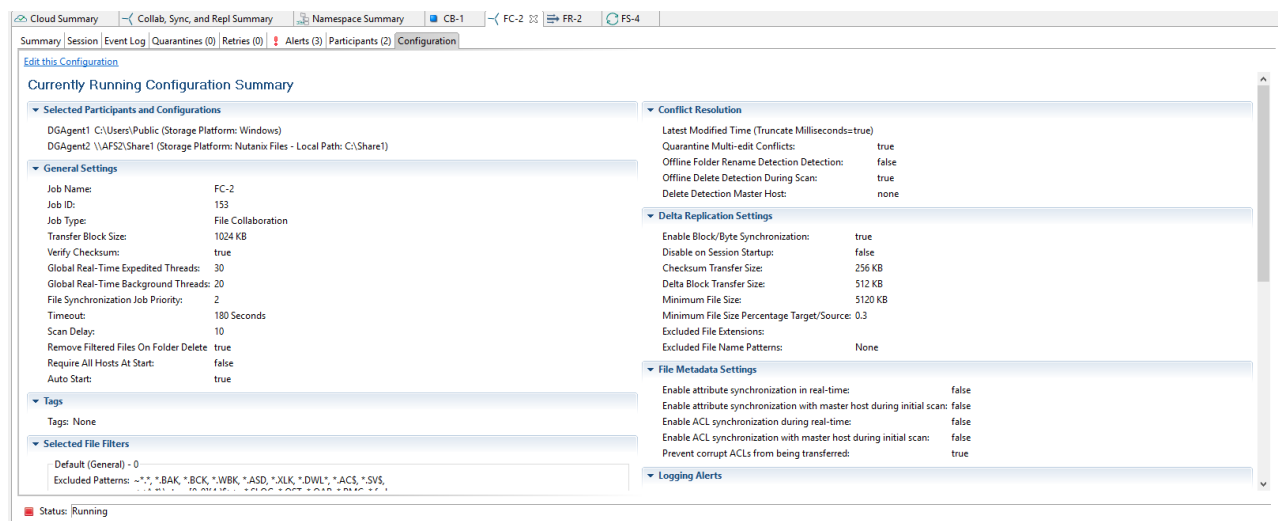 Cloud Summary Collab, Sync, and Repl Summary Namespace Summary CB-1 FC-2 FR-2 FS-4
Summary Session Event Log Quarantines (0) Retries (0) Alerts (3) Participants (2) Configuration
Edit this Configuration
Currently Running Configuration Summary
Selected Participants and Configurations
DGAgent1 C:\Users\Public (Storage Platform: Windows)
DGAgent2 \\AFS2\Share1 (Storage Platform: Nutanix Files - Local Path: C:\Share1)
General Settings
Job Name: FC-2
Job ID: 153
Job Type: File Collaboration
Transfer Block Size: 1024 KB
Verify Checksum: true
Global Real-Time Expedited Threads: 30
Global Real-Time Background Threads: 20
File Synchronization Job Priority: 2
Timeout: 180 Seconds
Scan Delay: 10
Remove Filtered Files On Folder Delete true
Require All Hosts At Start: false
Auto Start: true
Tags
Tags: None
Selected File Filters
Default (General) - 0
Excluded Patterns: ~*.*, *.BAK, *.BCK, *.WBK, *.ASD, *.XLK, *.DWL*, *.AC$, *.SV$,
Conflict Resolution
Latest Modified Time (Truncate Milliseconds=true)
Quarantine Multi-edit Conflicts: true
Offline Folder Rename Detection Detection: false
Offline Delete Detection During Scan: true
Delete Detection Master Host: none
Delta Replication Settings
Enable Block/Byte Synchronization: true
Disable on Session Startup: false
Checksum Transfer Size: 256 KB
Delta Block Transfer Size: 512 KB
Minimum File Size: 5120 KB
Minimum File Size Percentage Target/Source: 0.3
Excluded File Extensions:
Excluded File Name Patterns: None
File Metadata Settings
Enable attribute synchronization in real-time: false
Enable attribute synchronization with master host during initial scan: false
Enable ACL synchronization during real-time: false
Enable ACL synchronization with master host during initial scan: false
Prevent corrupt ACLs from being transferred: true
Logging Alerts
Status: Running